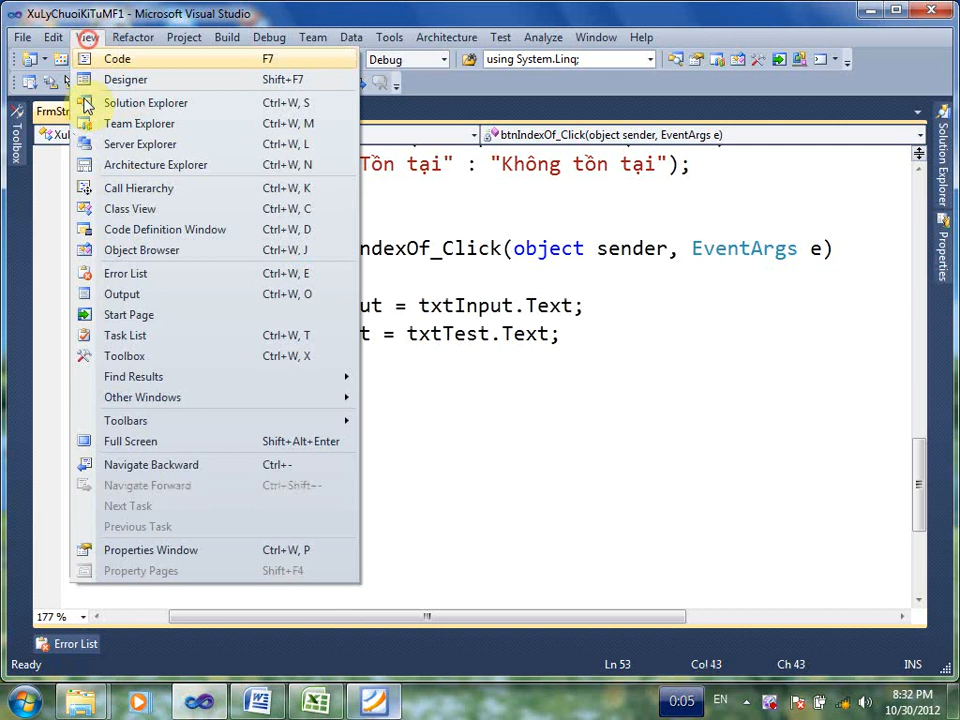 XuLyChuoiKiTuMF1 - Microsoft Visual Studio
File Edit View Refactor Project Build Debug Team Data Tools Architecture Test Analyze Window Help
Debug using System.Linq;
Code F7
Designer Shift+F7
Solution Explorer Ctrl+W, S
Team Explorer Ctrl+W, M
Server Explorer Ctrl+W, L
Architecture Explorer Ctrl+W, N
Call Hierarchy Ctrl+W, K
Class View Ctrl+W, C
Code Definition Window Ctrl+W, D
Object Browser Ctrl+W, J
Error List Ctrl+W, E
Output Ctrl+W, O
Start Page
Task List Ctrl+W, T
Toolbox Ctrl+W, X
Find Results
Other Windows
Toolbars
Full Screen Shift+Alt+Enter
Navigate Backward Ctrl+-
Navigate Forward Ctrl+Shift+-
Next Task
Previous Task
Properties Window Ctrl+W, P
Property Pages Shift+F4
Toolbox
FrmStr
XuL
btnIndexOf_Click(object sender, EventArgs e)
Tồn tại" : "Không tồn tại");
ndexOf_Click(object sender, EventArgs e)
ut = txtInput.Text;
t = txtTest.Text;
Solution Explorer
Properties
177 %
Error List
Ready Ln 53 Col 43 Ch 43 INS
0:05 EN 8:32 PM
10/30/2012